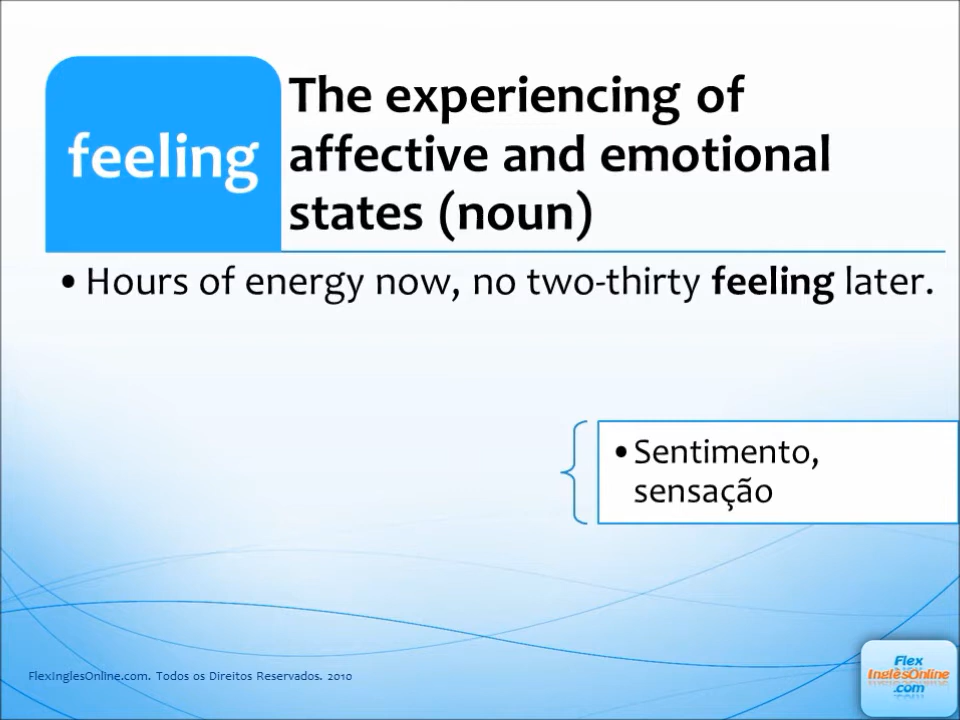 feeling
The experiencing of
affective and emotional
states (noun)
•Hours of energy now, no two-thirty feeling later.
•Sentimento,
sensação
FlexInglesOnline.com. Todos os Direitos Reservados. 2010
Flex
InglêsOnline
.com